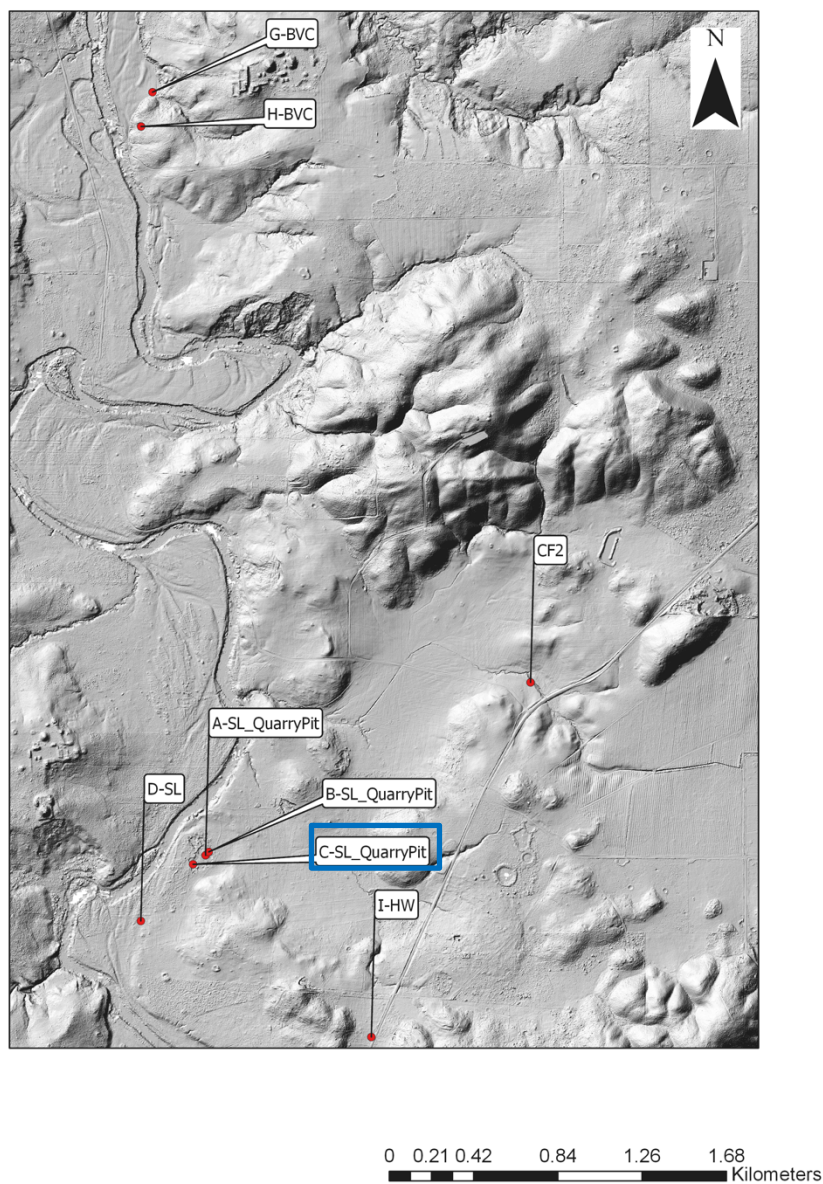 G-BVC
N
H-BVC
CF2
A-SL_QuarryPit
D-SL
B-SL_QuarryPit
C-SL_QuarryPit
I-HW
0 0.21 0.42 0.84 1.26 1.68
Kilometers